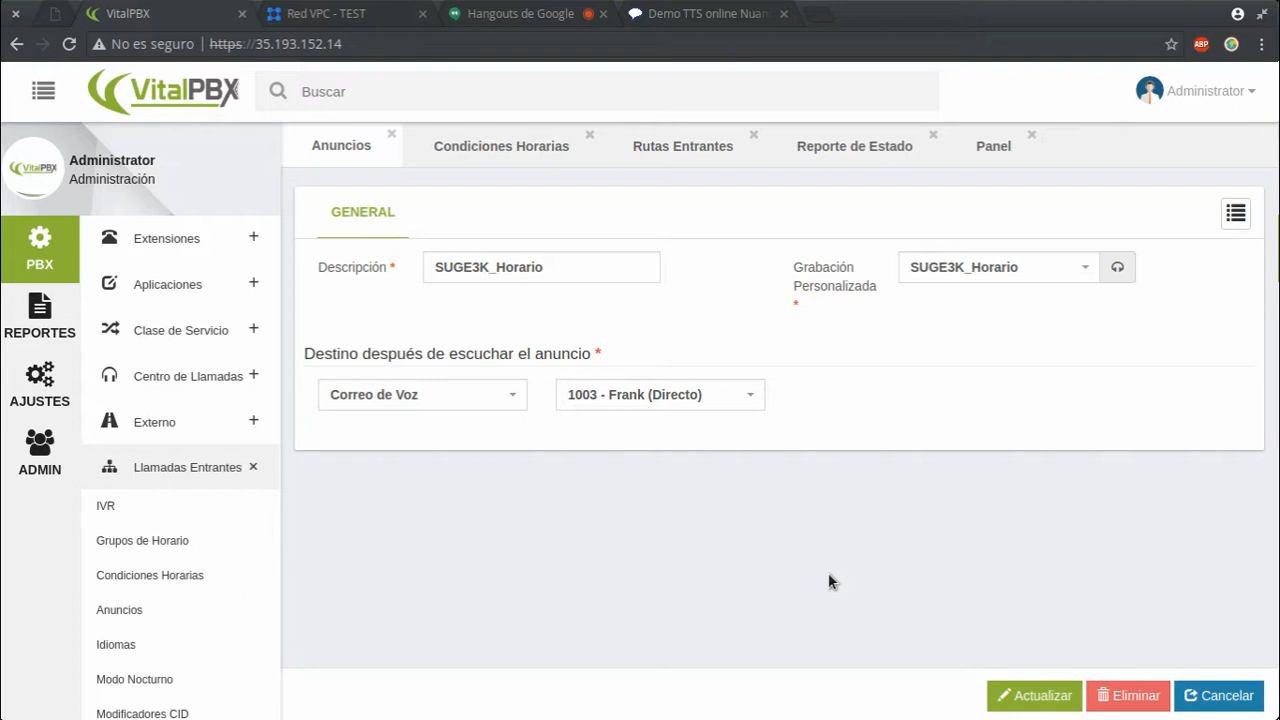 VitalPBX
Red VPC - TEST
Hangouts de Google
Demo TTS online Nuan
No es seguro
https://35.193.152.14
VitalPBX
Buscar
Administrator
VitalPBX
Administrator
Administración
Anuncios
Condiciones Horarias
Rutas Entrantes
Reporte de Estado
Panel
PBX
REPORTES
AJUSTES
ADMIN
Extensiones
Aplicaciones
Clase de Servicio
Centro de Llamadas
Externo
Llamadas Entrantes
IVR
Grupos de Horario
Condiciones Horarias
Anuncios
Idiomas
Modo Nocturno
Modificadores CID
GENERAL
Descripción *
SUGE3K_Horario
Grabación
Personalizada
*
SUGE3K_Horario
Destino después de escuchar el anuncio *
Correo de Voz
1003 - Frank (Directo)
Actualizar
Eliminar
Cancelar
ABP